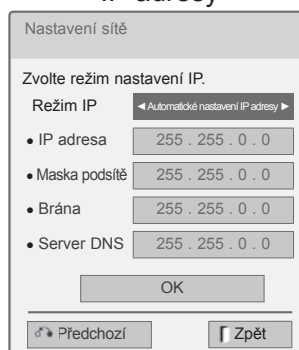 IP adresy
Nastavení sítě
Zvolte režim nastavení IP.
Režim IP ◄ Automatické nastavení IP adresy ►
• IP adresa 255 . 255 . 0 . 0
• Maska podsítě 255 . 255 . 0 . 0
• Brána 255 . 255 . 0 . 0
• Server DNS 255 . 255 . 0 . 0
OK
Předchozí Zpět